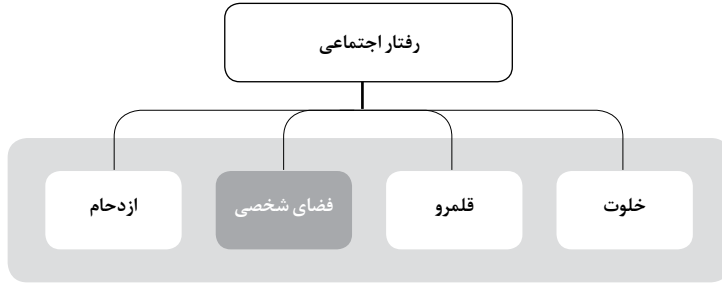 رفتار اجتماعی
خلوت
قلمرو
فضای شخصی
ازدحام